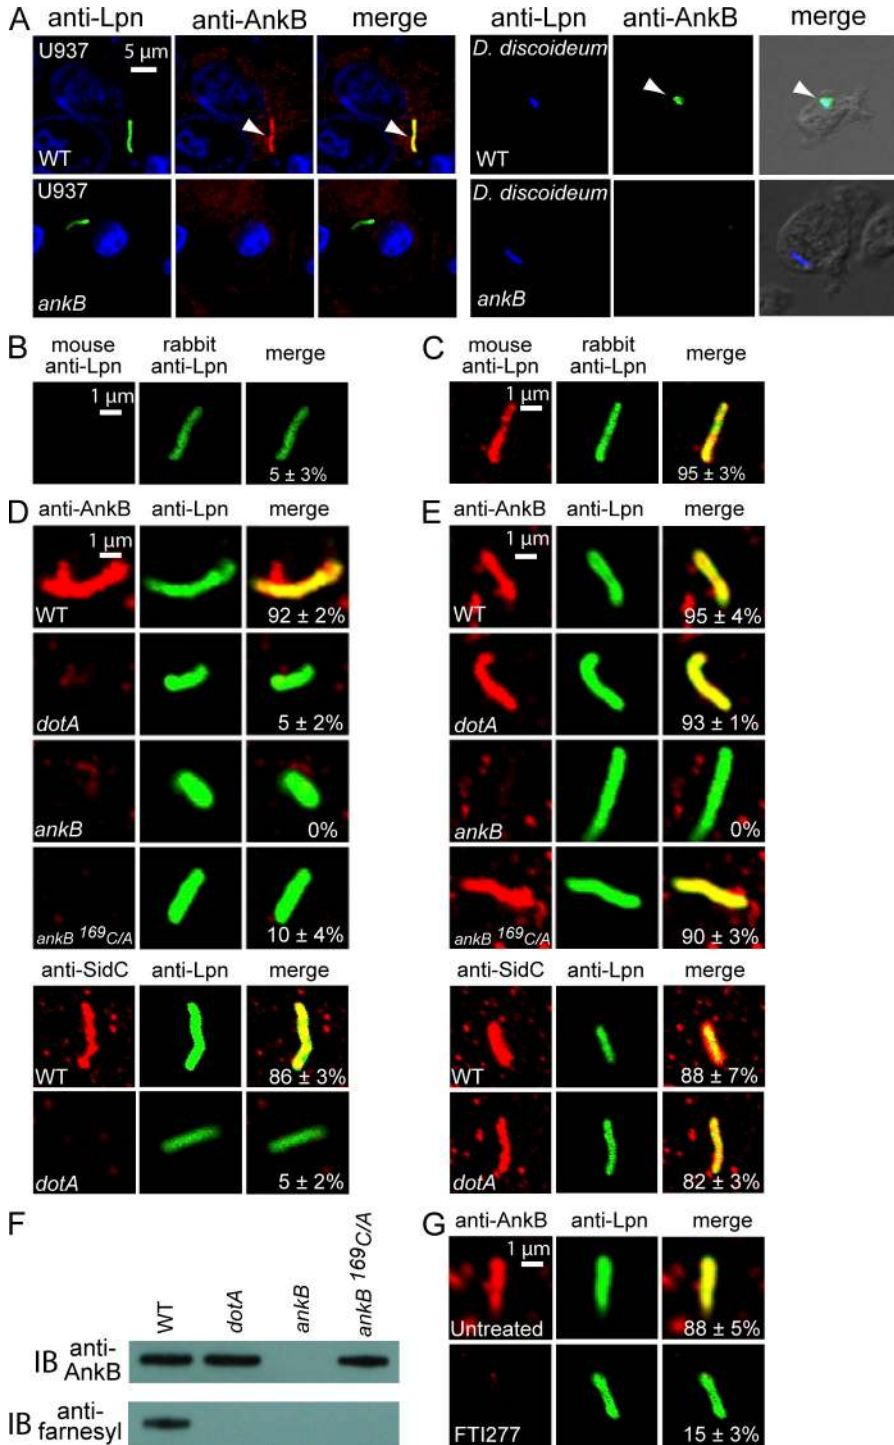 A
anti-Lpn anti-AnkB merge
anti-Lpn anti-AnkB merge
U937
5 μm
WT
D. discoideum
WT
U937
ankB
D. discoideum
ankB
B
mouse anti-Lpn
rabbit anti-Lpn
merge
1 μm
5 ± 3%
C
mouse anti-Lpn
rabbit anti-Lpn
merge
1 μm
95 ± 3%
D
anti-AnkB anti-Lpn merge
1 μm
WT
92 ± 2%
dotA
5 ± 2%
ankB
0%
ankB 169C/A
10 ± 4%
anti-SidC anti-Lpn merge
WT
86 ± 3%
dotA
5 ± 2%
E
anti-AnkB anti-Lpn merge
1 μm
WT
95 ± 4%
dotA
93 ± 1%
ankB
0%
ankB 169C/A
90 ± 3%
anti-SidC anti-Lpn merge
WT
88 ± 7%
dotA
82 ± 3%
F
WT
dotA
ankB
ankB 169C/A
IB anti-AnkB
IB anti-farnesyl
G
anti-AnkB anti-Lpn merge
1 μm
Untreated
88 ± 5%
FTI277
15 ± 3%